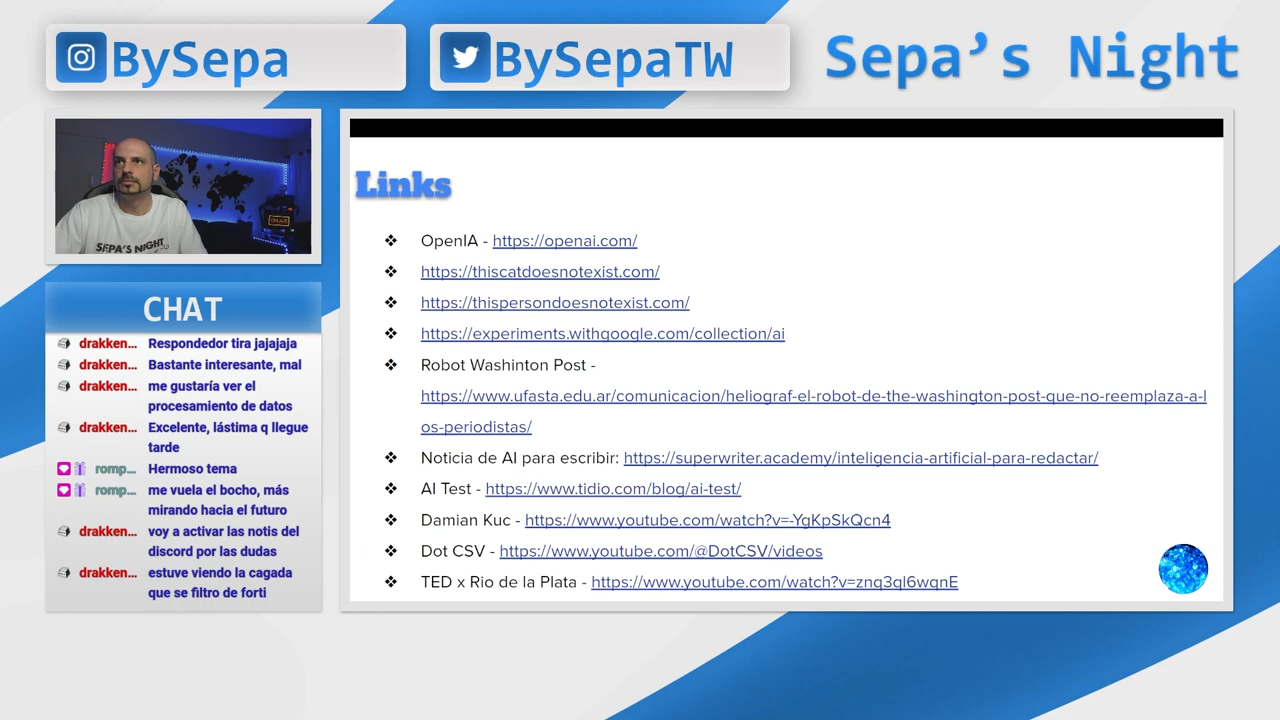 BySepa
BySepaTW
Sepa's Night
SEPA'S NIGHT
ON AIR
CHAT
drakken... Respondedor tira jajajaja
drakken... Bastante interesante, mal
drakken... me gustaría ver el
procesamiento de datos
drakken... Excelente, lástima q llegue
tarde
romp... Hermoso tema
romp... me vuela el bocho, más
mirando hacia el futuro
drakken... voy a activar las notis del
discord por las dudas
drakken... estuve viendo la cagada
que se filtro de forti
Links
❖ OpenIA - https://openai.com/
❖ https://thiscatdoesnotexist.com/
❖ https://thispersondoesnotexist.com/
❖ https://experiments.withgoogle.com/collection/ai
❖ Robot Washinton Post -
https://www.ufasta.edu.ar/comunicacion/heliograf-el-robot-de-the-washington-post-que-no-reemplaza-a-l
os-periodistas/
❖ Noticia de AI para escribir: https://superwriter.academy/inteligencia-artificial-para-redactar/
❖ AI Test - https://www.tidio.com/blog/ai-test/
❖ Damian Kuc - https://www.youtube.com/watch?v=-YgKpSkQcn4
❖ Dot CSV - https://www.youtube.com/@DotCSV/videos
❖ TED x Rio de la Plata - https://www.youtube.com/watch?v=znq3ql6wqnE